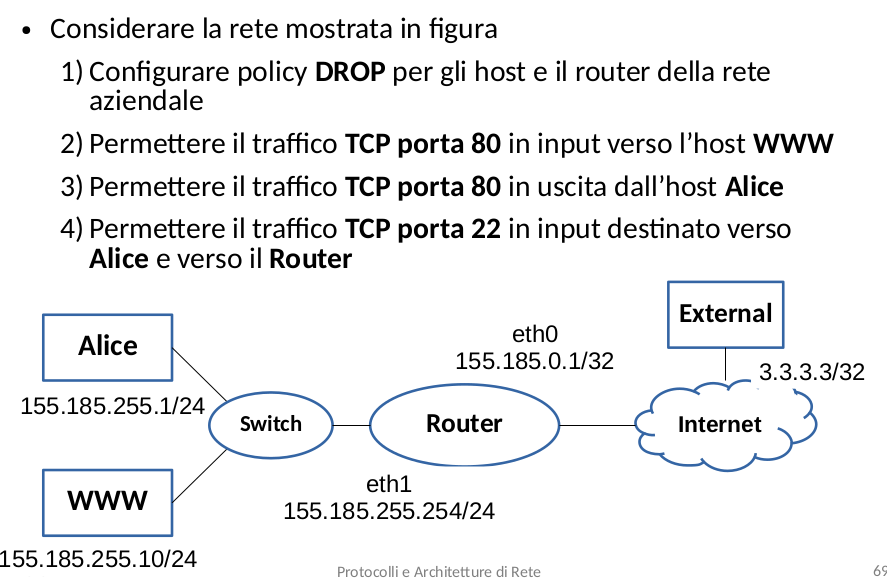 • Considerare la rete mostrata in figura
1) Configurare policy DROP per gli host e il router della rete
aziendale
2) Permettere il traffico TCP porta 80 in input verso l’host WWW
3) Permettere il traffico TCP porta 80 in uscita dall’host Alice
4) Permettere il traffico TCP porta 22 in input destinato verso
Alice e verso il Router
External
Alice
eth0
155.185.0.1/32
3.3.3.3/32
155.185.255.1/24
Switch
Router
Internet
WWW
eth1
155.185.255.254/24
155.185.255.10/24
Protocolli e Architetture di Rete
69